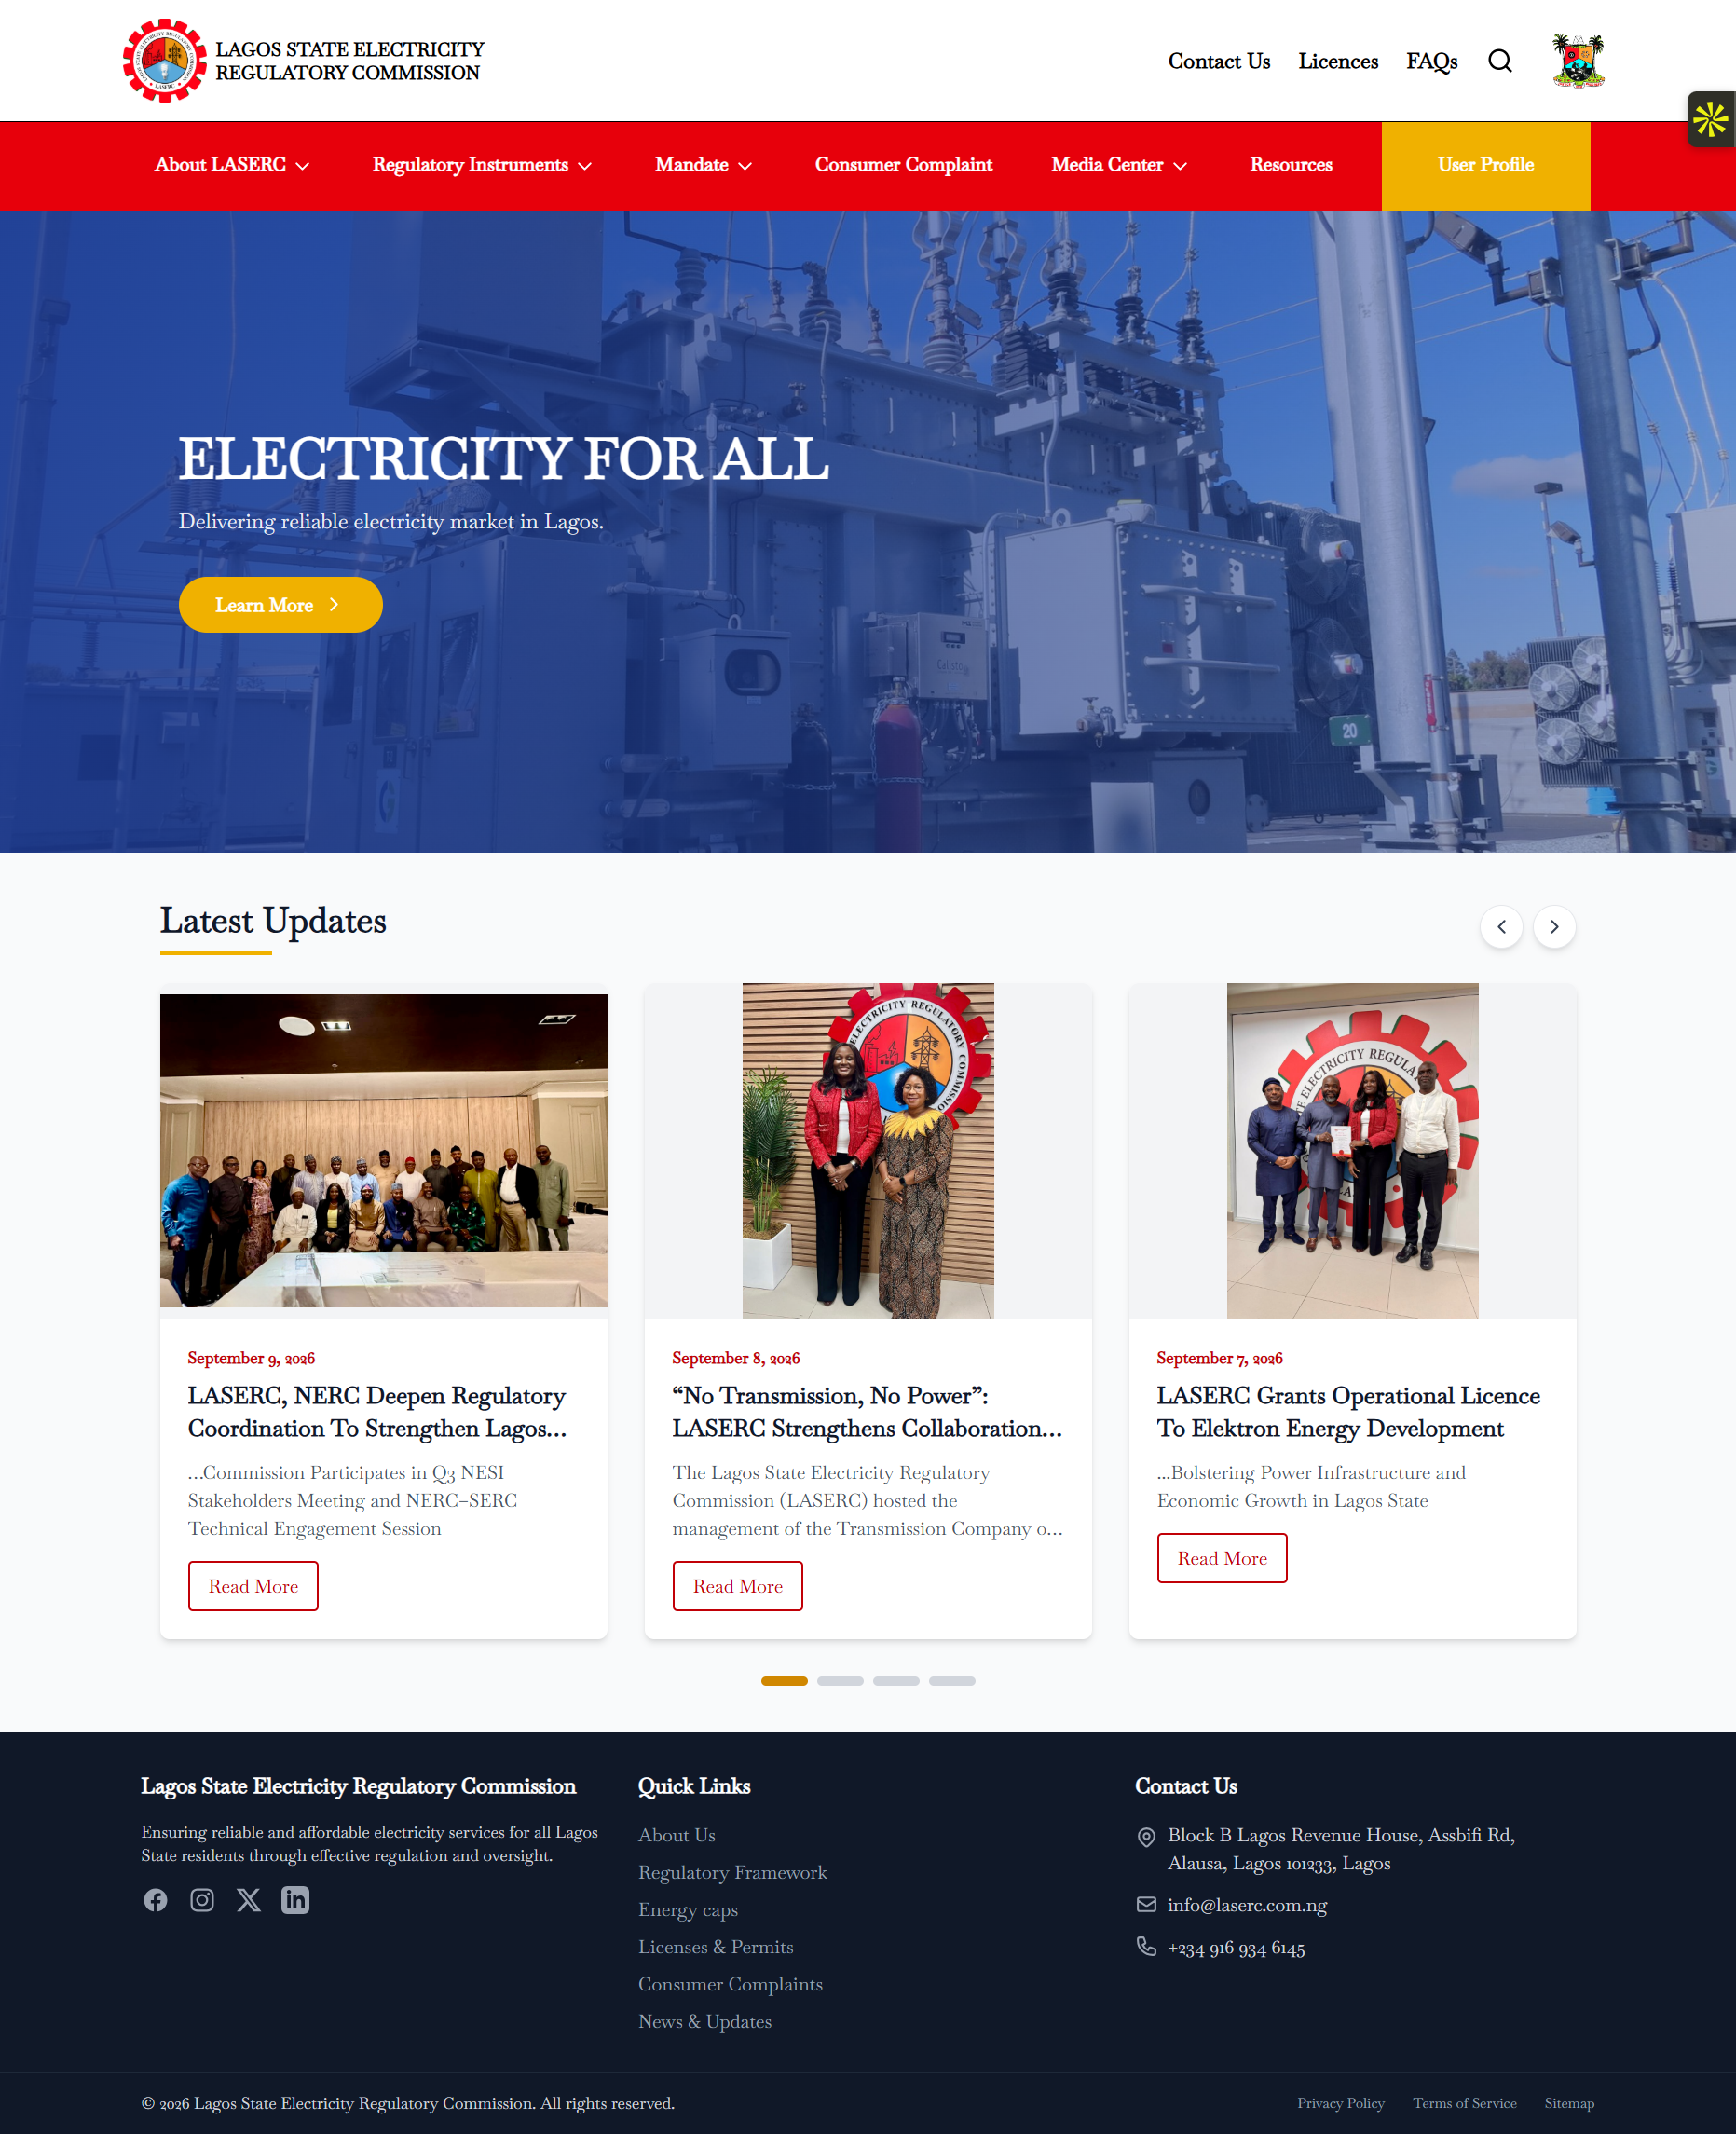 LAGOS STATE ELECTRICITY
REGULATORY COMMISSION
Contact Us
Licences
FAQs
About LASERC
Regulatory Instruments
Mandate
Consumer Complaint
Media Center
Resources
User Profile
ELECTRICITY FOR ALL
Delivering reliable electricity market in Lagos.
Learn More
20
Latest Updates
September 9, 2026
LASERC, NERC Deepen Regulatory
Coordination To Strengthen Lagos...
...Commission Participates in Q3 NESI
Stakeholders Meeting and NERC–SERC
Technical Engagement Session
Read More
ELECTRICITY REGULATORY COMMISSION
September 8, 2026
“No Transmission, No Power”:
LASERC Strengthens Collaboration...
The Lagos State Electricity Regulatory
Commission (LASERC) hosted the
management of the Transmission Company o...
Read More
September 7, 2026
LASERC Grants Operational Licence
To Elektron Energy Development
...Bolstering Power Infrastructure and
Economic Growth in Lagos State
Read More
Lagos State Electricity Regulatory Commission
Ensuring reliable and affordable electricity services for all Lagos
State residents through effective regulation and oversight.
Quick Links
About Us
Regulatory Framework
Energy caps
Licenses & Permits
Consumer Complaints
News & Updates
Contact Us
Block B Lagos Revenue House, Assbifi Rd,
Alausa, Lagos 101233, Lagos
info@laserc.com.ng
+234 916 934 6145
© 2026 Lagos State Electricity Regulatory Commission. All rights reserved.
Privacy Policy
Terms of Service
Sitemap